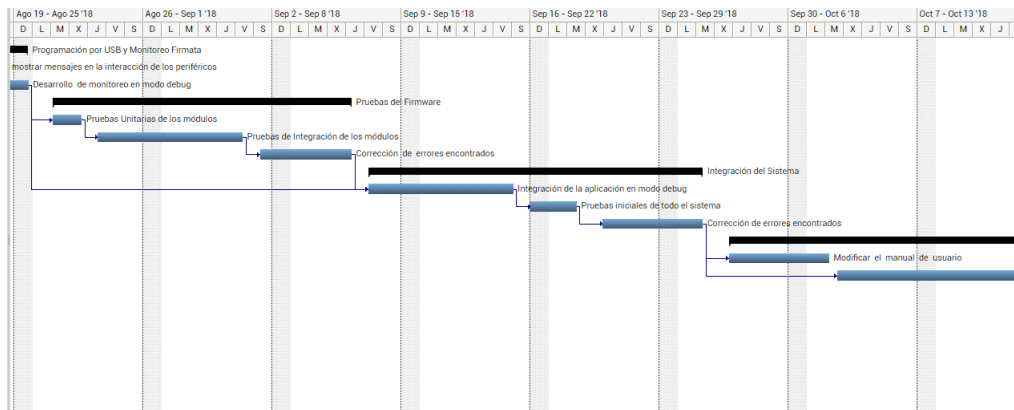 Ago 19 - Ago 25 '18 Ago 26 - Sep 1 '18 Sep 2 - Sep 8 '18 Sep 9 - Sep 15 '18 Sep 16 - Sep 22 '18 Sep 23 - Sep 29 '18 Sep 30 - Oct 6 '18 Oct 7 - Oct 13 '18
D L M X J V S D L M X J V S D L M X J V S D L M X J V S D L M X J V S D L M X J V S D L M X J V S D L M X J
Programación por USB y Monitoreo Firmata
mostrar mensajes en la interacción de los periféricos
Desarrollo de monitoreo en modo debug
Pruebas del Firmware
Pruebas Unitarias de los módulos
Pruebas de Integración de los módulos
Corrección de errores encontrados
Integración del Sistema
Integración de la aplicación en modo debug
Pruebas iniciales de todo el sistema
Corrección de errores encontrados
Modificar el manual de usuario